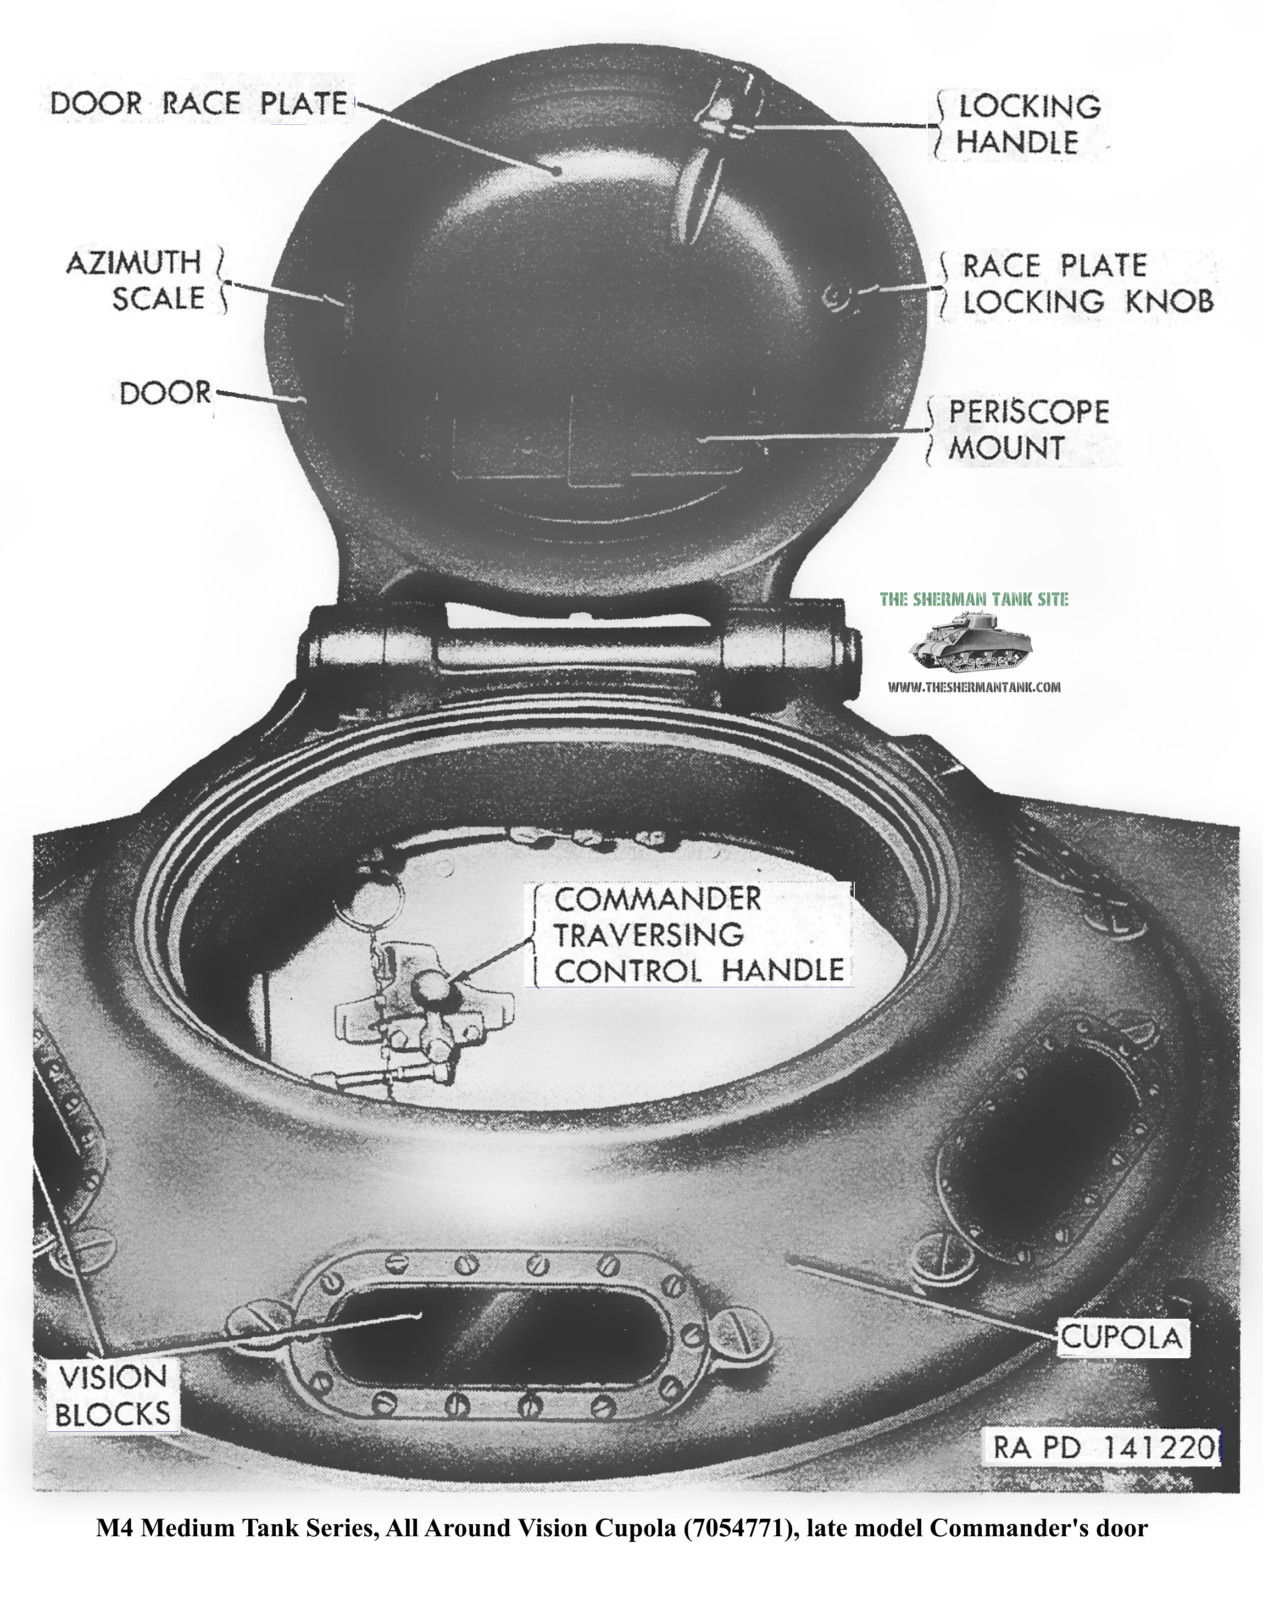 DOOR RACE PLATE
LOCKING
HANDLE
AZIMUTH
SCALE
RACE PLATE
LOCKING KNOB
DOOR
PERISCOPE
MOUNT
THE SHERMAN TANK SITE
WWW.THESHERMANTANK.COM
COMMANDER
TRAVERSING
CONTROL HANDLE
CUPOLA
VISION
BLOCKS
RA PD 141220
M4 Medium Tank Series, All Around Vision Cupola (7054771), late model Commander's door